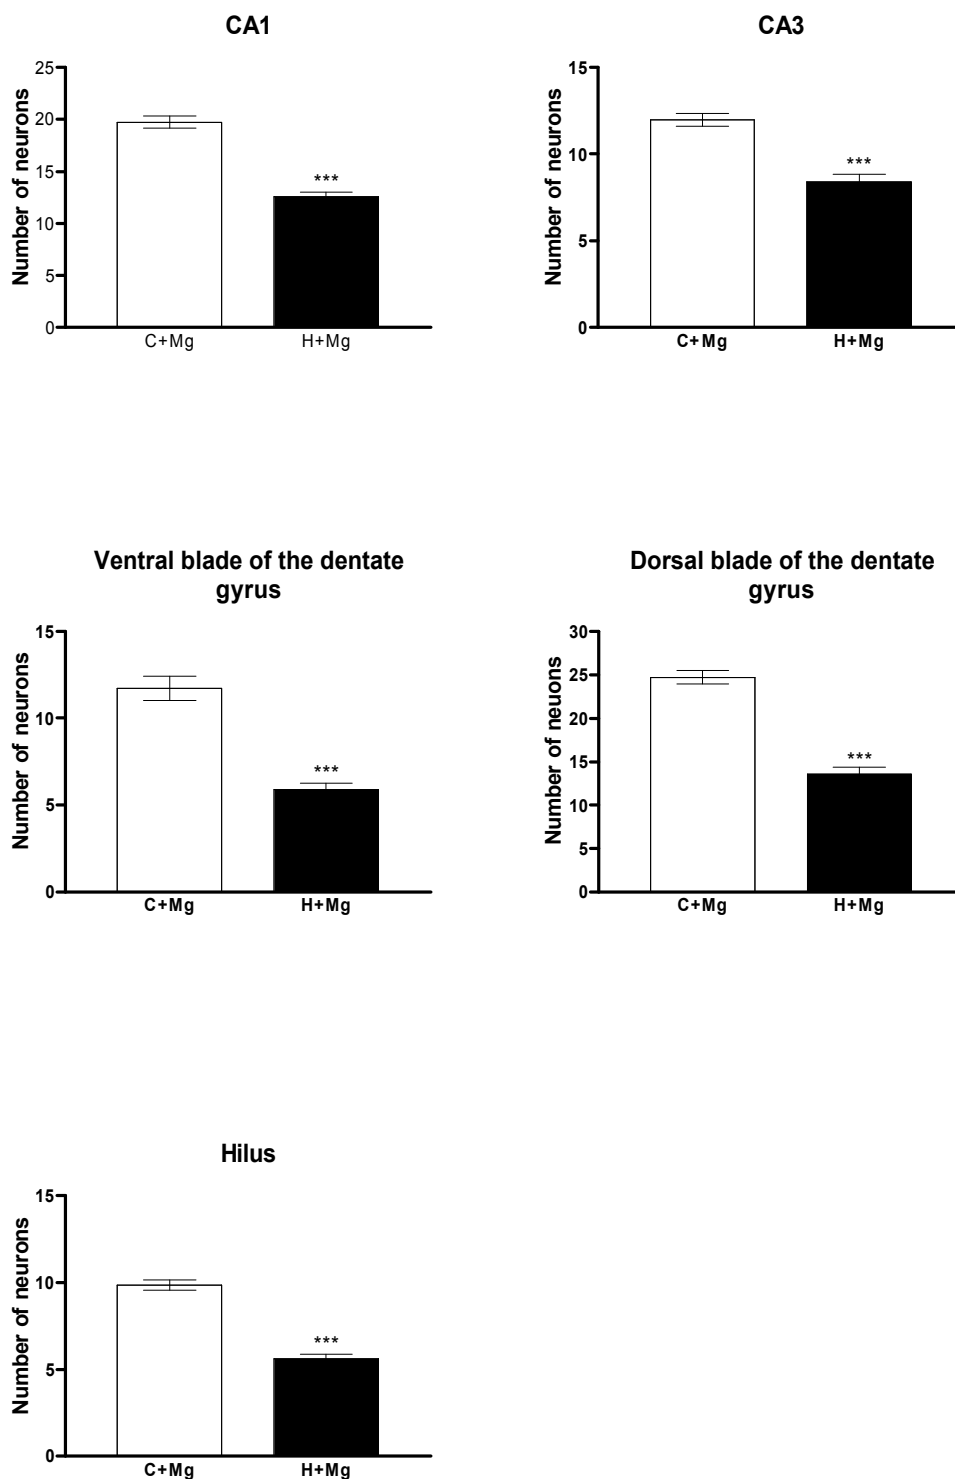 CA1
Number of neurons
25
20
15
10
5
0
***
C+Mg H+Mg
CA3
Number of neurons
15
10
5
0
***
C+Mg H+Mg
Ventral blade of the dentate
gyrus
Number of neurons
15
10
5
0
***
C+Mg H+Mg
Dorsal blade of the dentate
gyrus
Number of neuons
30
25
20
15
10
5
0
***
C+Mg H+Mg
Hilus
Number of neurons
15
10
5
0
***
C+Mg H+Mg